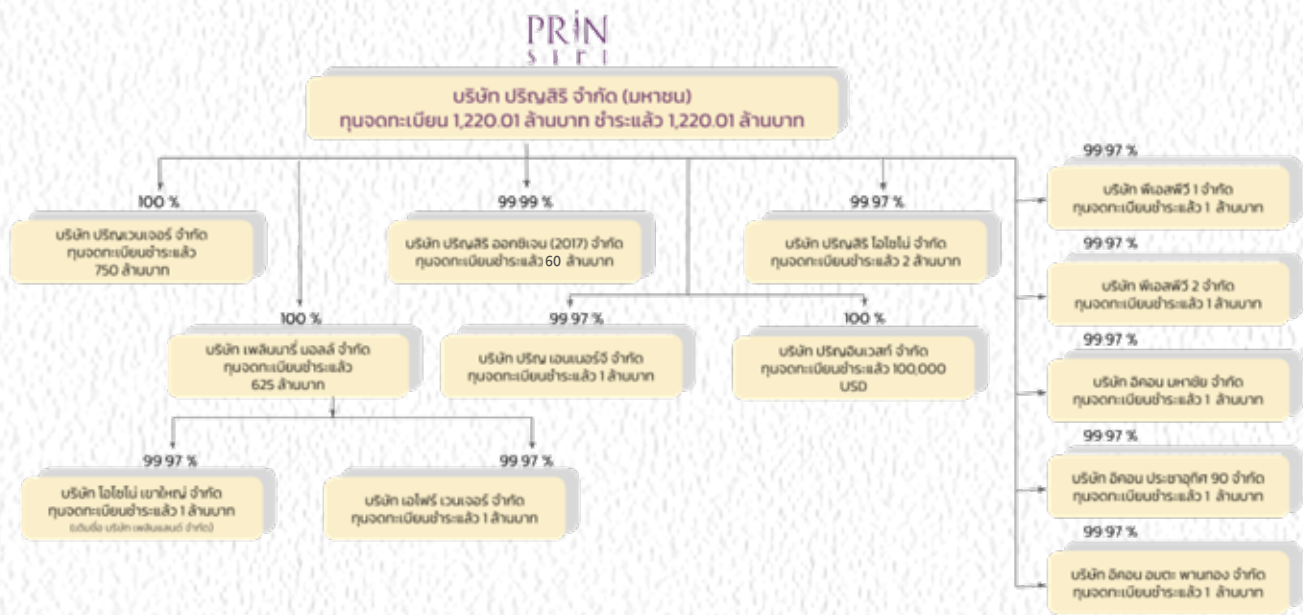 PRIN
SIRI
บริษัท ปริญสิริ จำกัด (มหาชน)
ทุนจดทะเบียน 1,220.01 ล้านบาท ชำระแล้ว 1,220.01 ล้านบาท
100 %
บริษัท ปริญเวนเจอร์ จำกัด
ทุนจดทะเบียนชำระแล้ว
750 ล้านบาท
99.99 %
บริษัท ปริญสิริ ออกซิเจน (2017) จำกัด
ทุนจดทะเบียนชำระแล้ว 60 ล้านบาท
99.97 %
บริษัท ปริญสิริ โอโซโน่ จำกัด
ทุนจดทะเบียนชำระแล้ว 2 ล้านบาท
100 %
บริษัท เพลินนารี่ มอลล์ จำกัด
ทุนจดทะเบียนชำระแล้ว
625 ล้านบาท
99.97 %
บริษัท ปริญ เอนเนอร์จี จำกัด
ทุนจดทะเบียนชำระแล้ว 1 ล้านบาท
100 %
บริษัท ปริญอินเวสท์ จำกัด
ทุนจดทะเบียนชำระแล้ว 100,000
USD
99.97 %
บริษัท โอโซโน่ เขาใหญ่ จำกัด
ทุนจดทะเบียนชำระแล้ว 1 ล้านบาท
(เดิมชื่อ บริษัท เพลินแลนด์ จำกัด)
99.97 %
บริษัท เอไพร์ เวนเจอร์ จำกัด
ทุนจดทะเบียนชำระแล้ว 1 ล้านบาท
99.97 %
บริษัท พีเอสพีวี 1 จำกัด
ทุนจดทะเบียนชำระแล้ว 1 ล้านบาท
99.97 %
บริษัท พีเอสพีวี 2 จำกัด
ทุนจดทะเบียนชำระแล้ว 1 ล้านบาท
99.97 %
บริษัท อิคอน มหาชัย จำกัด
ทุนจดทะเบียนชำระแล้ว 1 ล้านบาท
99.97 %
บริษัท อิคอน ประชาอุทิศ 90 จำกัด
ทุนจดทะเบียนชำระแล้ว 1 ล้านบาท
99.97 %
บริษัท อิคอน อมตะ พานทอง จำกัด
ทุนจดทะเบียนชำระแล้ว 1 ล้านบาท